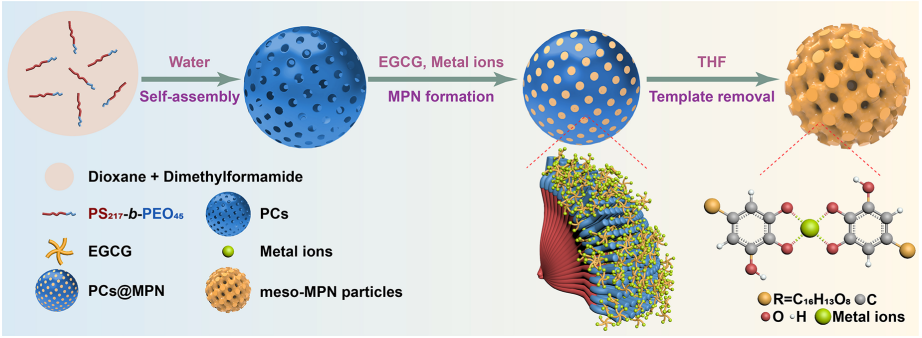 Water
Self-assembly
EGCG, Metal ions
MPN formation
THF
Template removal
Dioxane + Dimethylformamide
PS₂₁₇-b-PEO₄₅
PCs
EGCG
Metal ions
PCs@MPN
meso-MPN particles
R=C₁₆H₁₃O₈ C
O H Metal ions